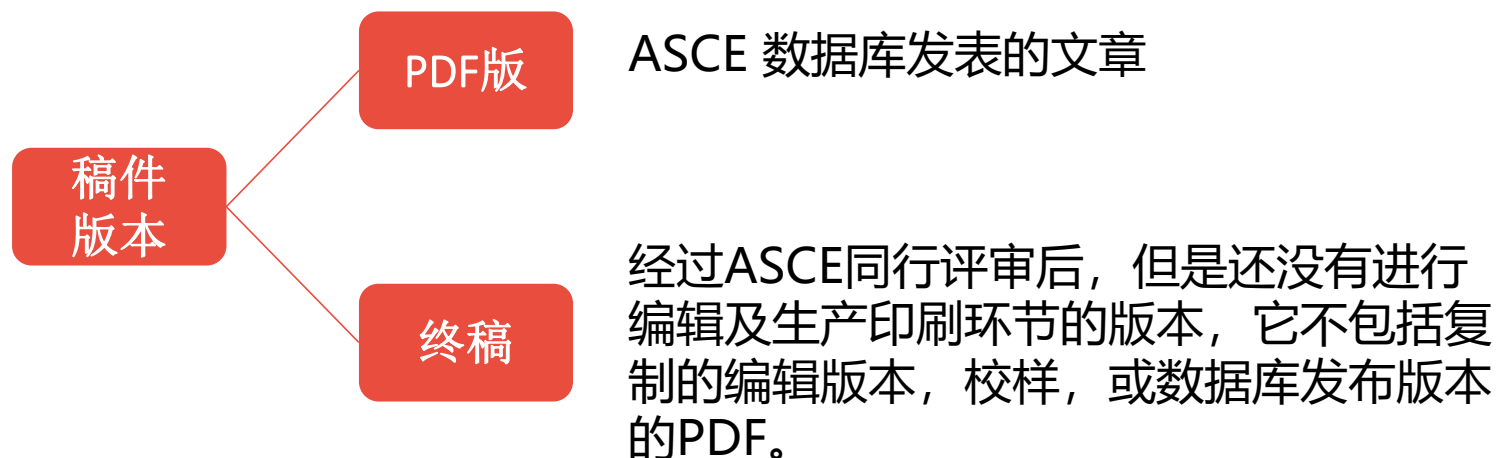 PDF版
ASCE 数据库发表的文章
稿件
版本
终稿
经过ASCE同行评审后，但是还没有进行
编辑及生产印刷环节的版本，它不包括复
制的编辑版本，校样，或数据库发布版本
的PDF。